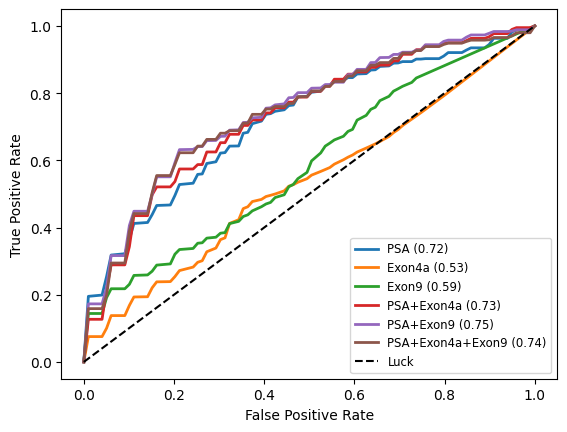 True Positive Rate
1.0
0.8
0.6
0.4
0.2
0.0
PSA (0.72)
Exon4a (0.53)
Exon9 (0.59)
PSA+Exon4a (0.73)
PSA+Exon9 (0.75)
PSA+Exon4a+Exon9 (0.74)
Luck
0.0 0.2 0.4 0.6 0.8 1.0
False Positive Rate